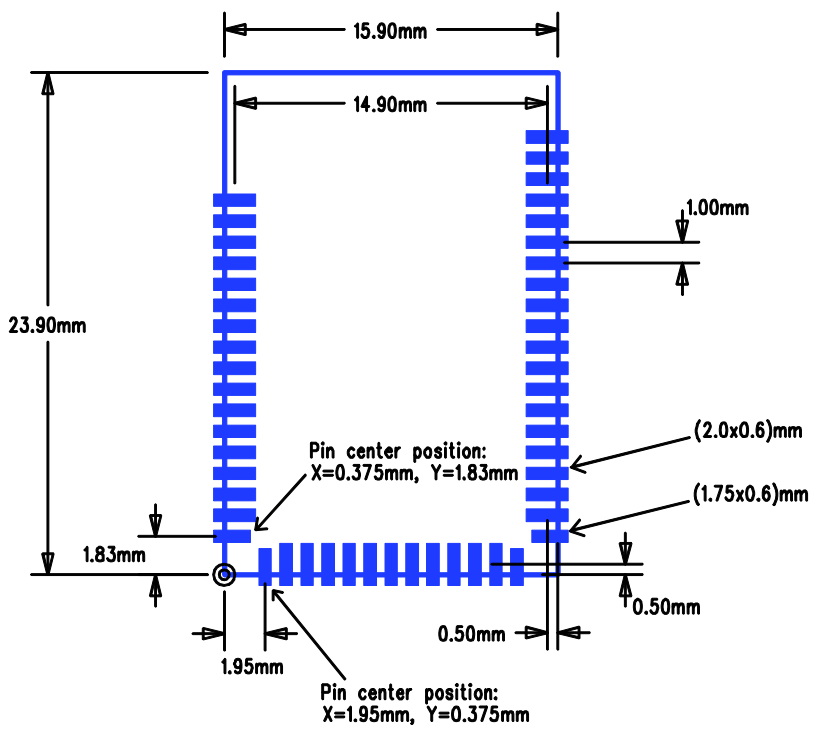 15.90mm
14.90mm
1.00mm
23.90mm
(2.0x0.6)mm
Pin center position:
X=0.375mm, Y=1.83mm
(1.75x0.6)mm
1.83mm
0.50mm
0.50mm
1.95mm
Pin center position:
X=1.95mm, Y=0.375mm